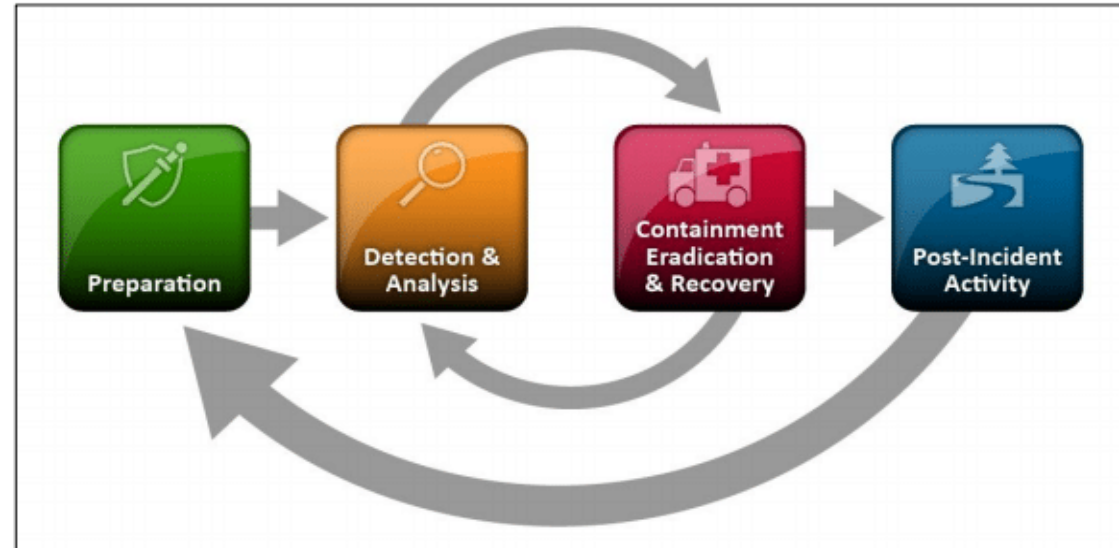 Preparation
Detection &
Analysis
Containment
Eradication
& Recovery
Post-Incident
Activity